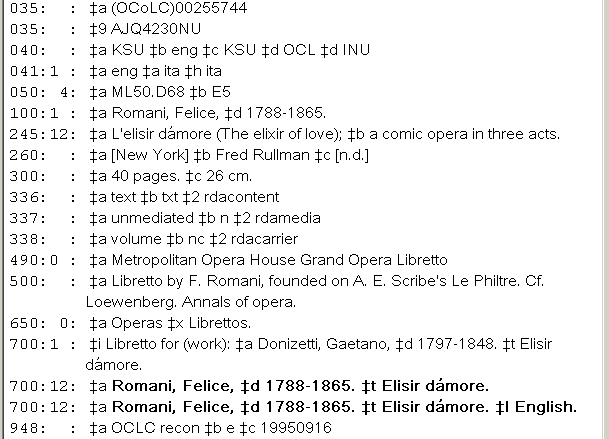 035:   : ‡a (OCoLC)00255744
035:   : ‡9 AJQ4230NU
040:   : ‡a KSU ‡b eng ‡c KSU ‡d OCL ‡d INU
041:1  : ‡a eng ‡a ita ‡h ita
050: 4: ‡a ML50.D68 ‡b E5
100:1  : ‡a Romani, Felice, ‡d 1788-1865.
245:12: ‡a L'elisir dámore (The elixir of love); ‡b a comic opera in three acts.
260:   : ‡a [New York] ‡b Fred Rullman ‡c [n.d.]
300:   : ‡a 40 pages. ‡c 26 cm.
336:   : ‡a text ‡b txt ‡2 rdacontent
337:   : ‡a unmediated ‡b n ‡2 rdamedia
338:   : ‡a volume ‡b nc ‡2 rdacarrier
490:0  : ‡a Metropolitan Opera House Grand Opera Libretto
500:   : ‡a Libretto by F. Romani, founded on A. E. Scribe's Le Philtre. Cf.
Loewenberg. Annals of opera.
650: 0: ‡a Operas ‡x Librettos.
700:1  : ‡i Libretto for (work): ‡a Donizetti, Gaetano, ‡d 1797-1848. ‡t Elisir
dámore.
700:12: ‡a Romani, Felice, ‡d 1788-1865. ‡t Elisir dámore.
700:12: ‡a Romani, Felice, ‡d 1788-1865. ‡t Elisir dámore. ‡l English.
948:   : ‡a OCLC recon ‡b e ‡c 19950916